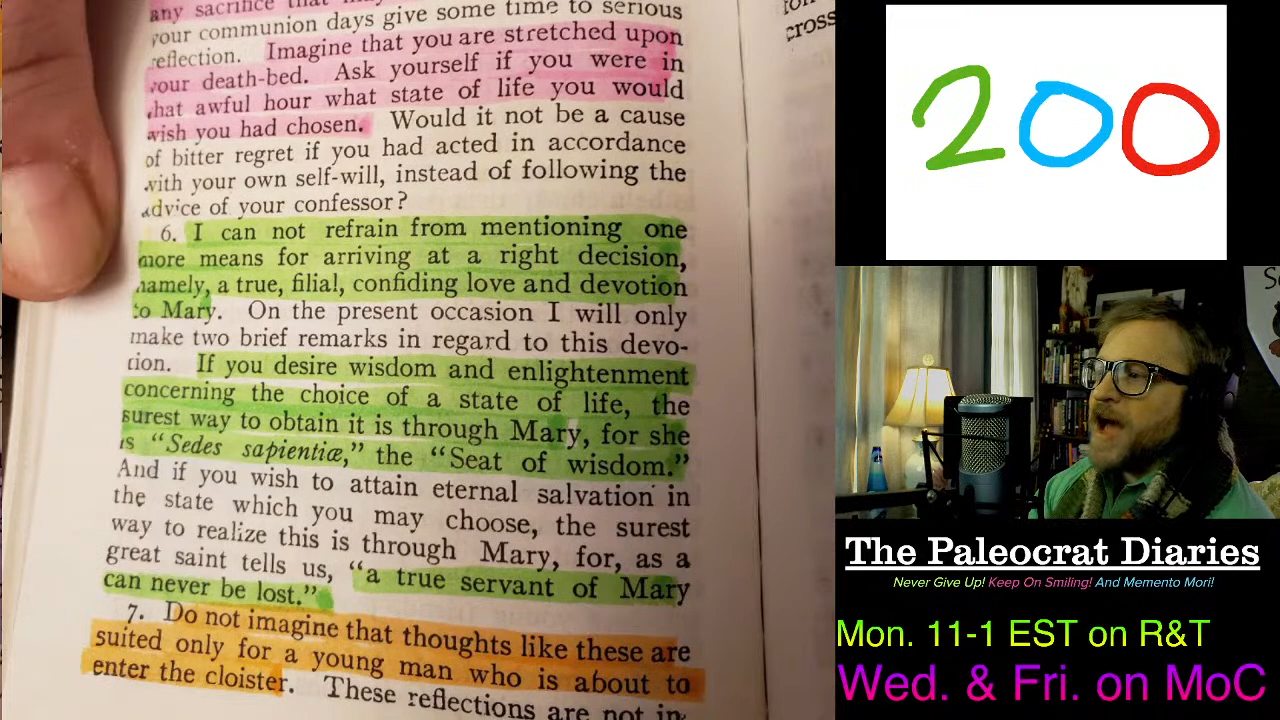 any sacrifice that
your communion days give some time to serious
reflection. Imagine that you are stretched upon
your death-bed. Ask yourself if you were in
that awful hour what state of life you would
wish you had chosen. Would it not be a cause
of bitter regret if you had acted in accordance
with your own self-will, instead of following the
advice of your confessor?
6. I can not refrain from mentioning one
more means for arriving at a right decision,
namely, a true, filial, confiding love and devotion
to Mary. On the present occasion I will only
make two brief remarks in regard to this devo-
tion. If you desire wisdom and enlightenment
concerning the choice of a state of life, the
surest way to obtain it is through Mary, for she
is “Sedes sapientiæ,” the “Seat of wisdom.”
And if you wish to attain eternal salvation in
the state which you may choose, the surest
way to realize this is through Mary, for, as a
great saint tells us, “a true servant of Mary
can never be lost.”
7. Do not imagine that thoughts like these are
suited only for a young man who is about to
enter the cloister. These reflections are not in
cross
200
The Paleocrat Diaries
Never Give Up! Keep On Smiling! And Memento Mori!
Mon. 11-1 EST on R&T
Wed. & Fri. on MoC